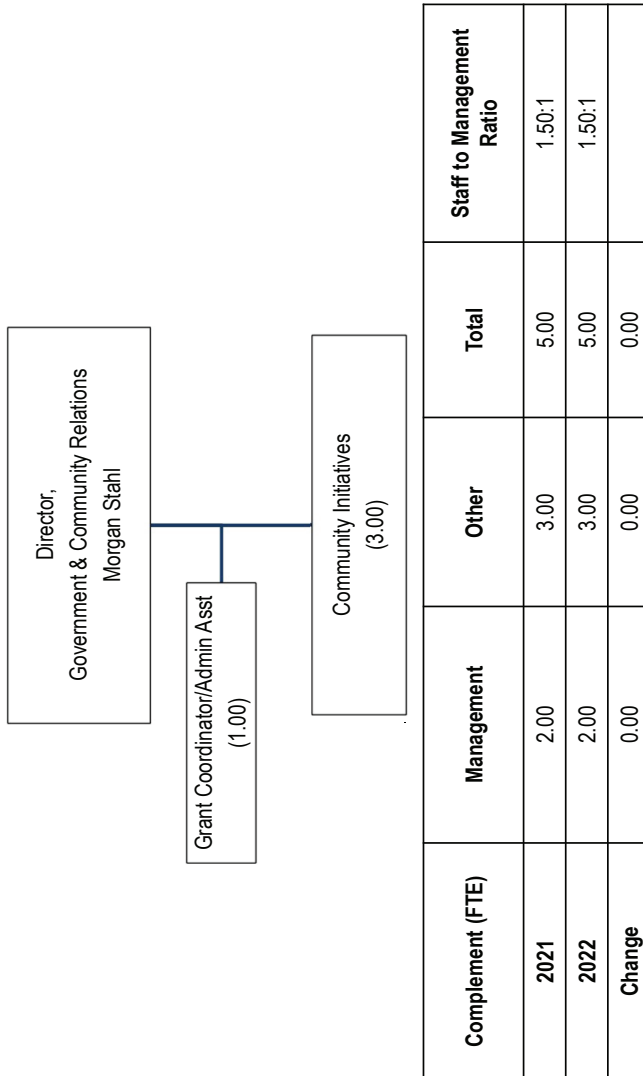 Director,
Government & Community Relations
Morgan Stahl
Grant Coordinator/Admin Asst
(1.00)
Community Initiatives
(3.00)
Complement (FTE) Management Other Total Staff to Management
Ratio
2021 2.00 3.00 5.00 1.50:1
2022 2.00 3.00 5.00 1.50:1
Change 0.00 0.00 0.00